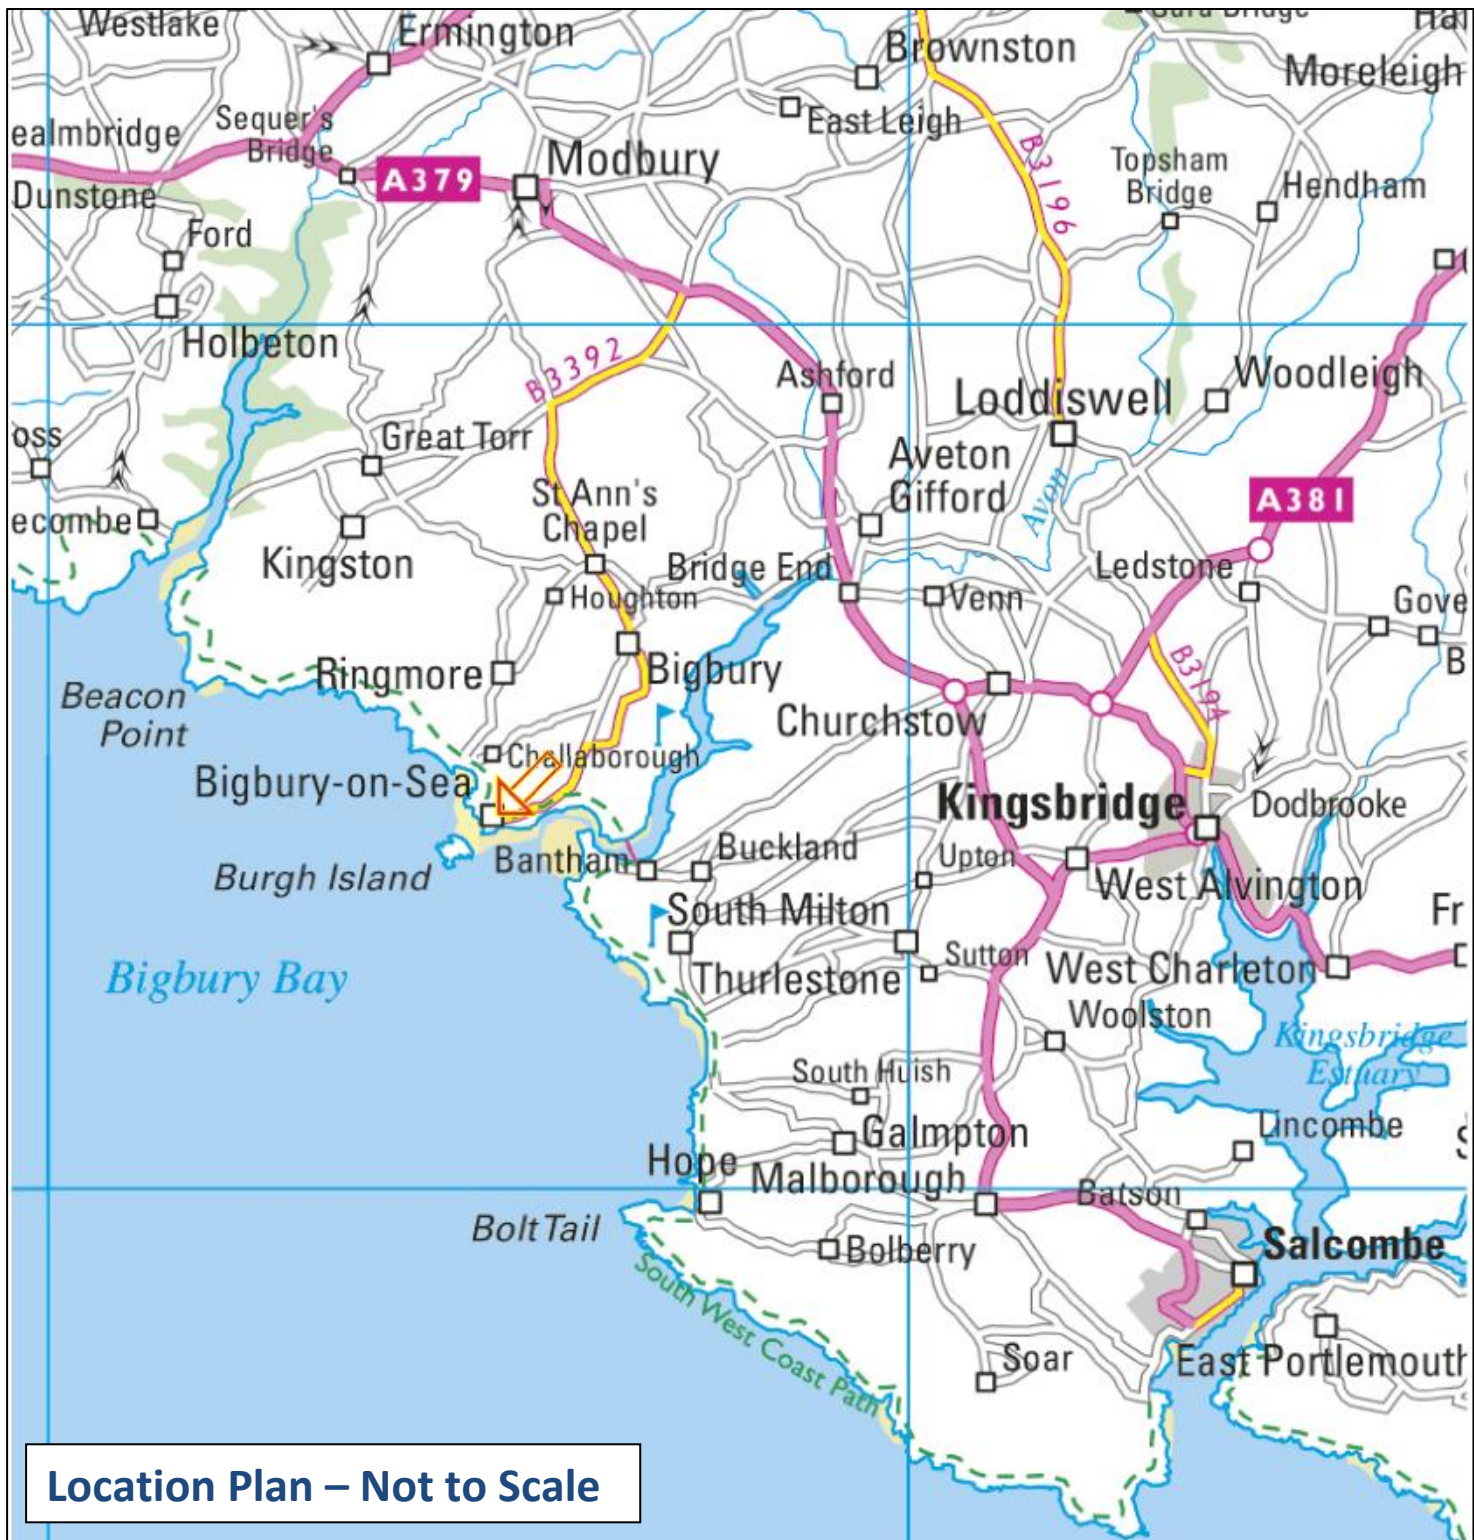 Westlake
Ermington
Brownston
Moreleigh
East Leigh
ealmbridge
Sequer's
Bridge
A379
Modbury
B3196
Topsham
Bridge
Hendham
Dunstone
Ford
Holbeton
B3392
Ashford
Loddiswell
Woodleigh
oss
Great Torr
Aveton
Gifford
Avon
A381
St Ann's
Chapel
ecombe
Kingston
Bridge End
Ledstone
Houghton
Venn
Gove
B
Ringmore
Bigbury
B3194
Beacon
Point
Churchstow
Challaborough
Bigbury-on-Sea
Kingsbridge
Dodbrooke
Bantham
Buckland
Upton
Burgh Island
West Alvington
South Milton
Fr
Sutton
Bigbury Bay
Thurlestone
West Charleton
Woolston
Kingsbridge
Estuary
South Huish
Galmpton
Lincombe
Hope
Malborough
Batson
Bolt Tail
Bolberry
Salcombe
South West Coast Path
Soar
East Portlemouth
Location Plan – Not to Scale